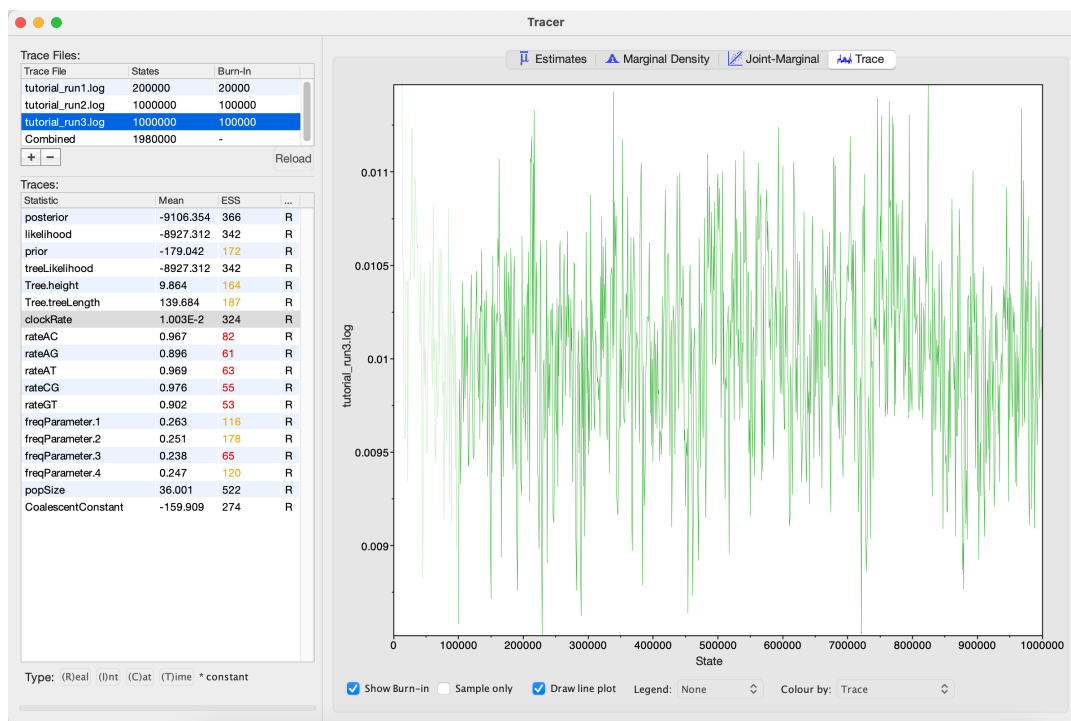 Tracer
Trace Files:
Trace File States Burn-In
tutorial_run1.log 200000 20000
tutorial_run2.log 1000000 100000
tutorial_run3.log 1000000 100000
Combined 1980000 -
+ − Reload
Traces:
Statistic Mean ESS ...
posterior -9106.354 366 R
likelihood -8927.312 342 R
prior -179.042 172 R
treeLikelihood -8927.312 342 R
Tree.height 9.864 164 R
Tree.treeLength 139.684 187 R
clockRate 1.003E-2 324 R
rateAC 0.967 82 R
rateAG 0.896 61 R
rateAT 0.969 63 R
rateCG 0.976 55 R
rateGT 0.902 53 R
freqParameter.1 0.263 116 R
freqParameter.2 0.251 178 R
freqParameter.3 0.238 65 R
freqParameter.4 0.247 120 R
popSize 36.001 522 R
CoalescentConstant -159.909 274 R
Type: (R)eal (I)nt (C)at (T)ime * constant
μ Estimates Marginal Density Joint-Marginal Trace
0.011
0.0105
0.01
0.0095
0.009
tutorial_run3.log
0 100000 200000 300000 400000 500000 600000 700000 800000 900000 1000000
State
Show Burn-in Sample only Draw line plot Legend: None Colour by: Trace